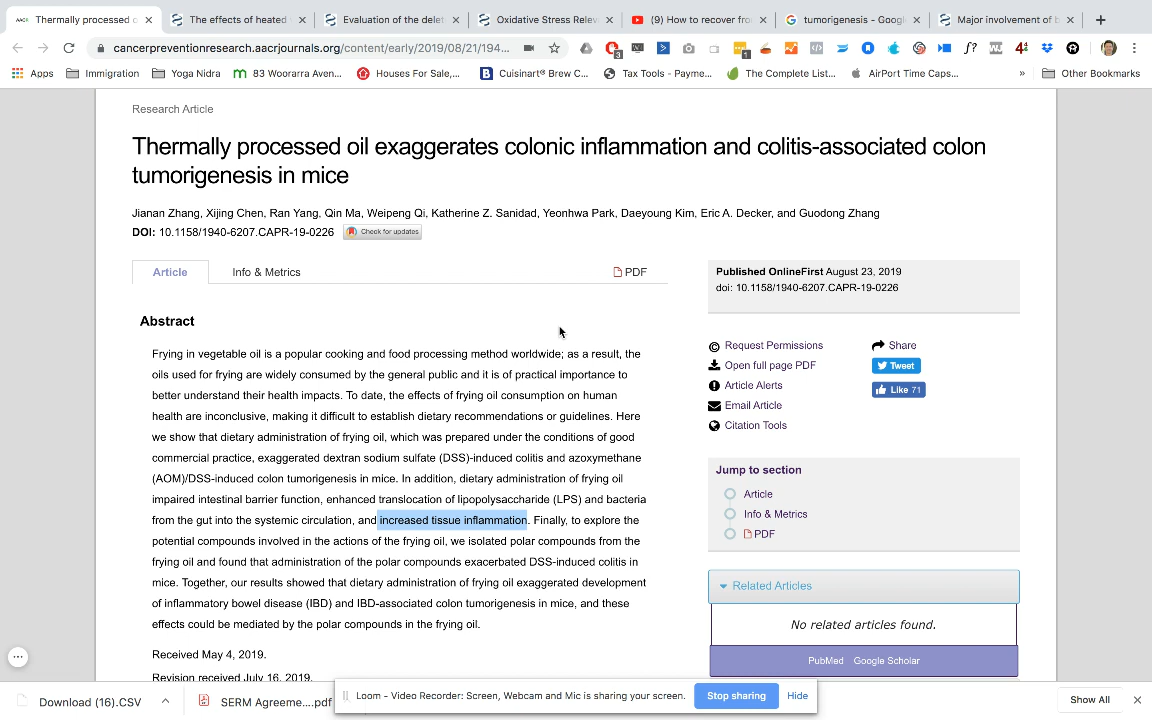 Thermally processed c
The effects of heated
Evaluation of the delet
Oxidative Stress Relev
(9) How to recover fro
tumorigenesis - Googl
Major involvement of b
cancerpreventionresearch.aacrjournals.org/content/early/2019/08/21/194...
Apps
Immigration
Yoga Nidra
83 Woorarra Aven...
Houses For Sale,...
Cuisinart® Brew C...
Tax Tools - Payme...
The Complete List...
AirPort Time Caps...
»
Other Bookmarks
Research Article
Thermally processed oil exaggerates colonic inflammation and colitis-associated colon
tumorigenesis in mice
Jianan Zhang, Xijing Chen, Ran Yang, Qin Ma, Weipeng Qi, Katherine Z. Sanidad, Yeonhwa Park, Daeyoung Kim, Eric A. Decker, and Guodong Zhang
DOI: 10.1158/1940-6207.CAPR-19-0226
Check for updates
Article
Info & Metrics
PDF
Abstract
Frying in vegetable oil is a popular cooking and food processing method worldwide; as a result, the
oils used for frying are widely consumed by the general public and it is of practical importance to
better understand their health impacts. To date, the effects of frying oil consumption on human
health are inconclusive, making it difficult to establish dietary recommendations or guidelines. Here
we show that dietary administration of frying oil, which was prepared under the conditions of good
commercial practice, exaggerated dextran sodium sulfate (DSS)-induced colitis and azoxymethane
(AOM)/DSS-induced colon tumorigenesis in mice. In addition, dietary administration of frying oil
impaired intestinal barrier function, enhanced translocation of lipopolysaccharide (LPS) and bacteria
from the gut into the systemic circulation, and increased tissue inflammation. Finally, to explore the
potential compounds involved in the actions of the frying oil, we isolated polar compounds from the
frying oil and found that administration of the polar compounds exacerbated DSS-induced colitis in
mice. Together, our results showed that dietary administration of frying oil exaggerated development
of inflammatory bowel disease (IBD) and IBD-associated colon tumorigenesis in mice, and these
effects could be mediated by the polar compounds in the frying oil.
Received May 4, 2019.
Revision received July 16, 2019.
Published OnlineFirst August 23, 2019
doi: 10.1158/1940-6207.CAPR-19-0226
Request Permissions
Open full page PDF
Article Alerts
Email Article
Citation Tools
Share
Tweet
Like 71
Jump to section
Article
Info & Metrics
PDF
Related Articles
No related articles found.
PubMed
Google Scholar
Download (16).CSV
SERM Agreeme....pdf
Loom - Video Recorder: Screen, Webcam and Mic is sharing your screen.
Stop sharing
Hide
Show All